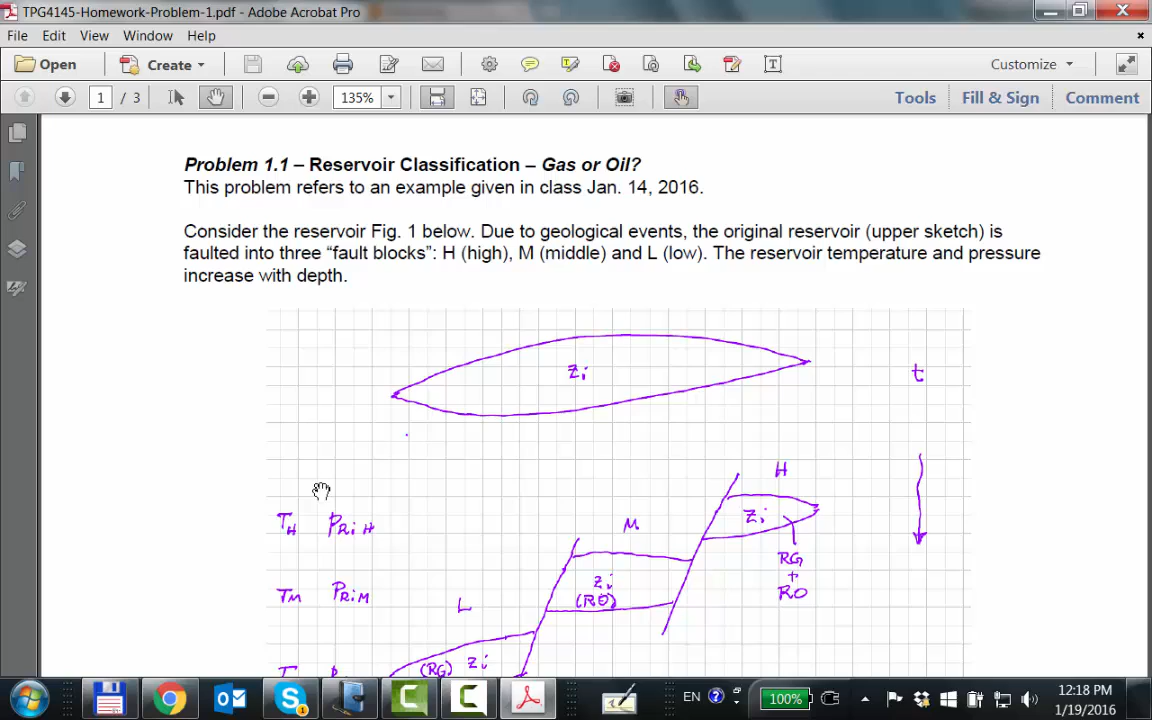 TPG4145-Homework-Problem-1.pdf - Adobe Acrobat Pro
File Edit View Window Help
Open Create Customize
1 / 3 135% Tools Fill & Sign Comment
Problem 1.1 – Reservoir Classification – Gas or Oil?
This problem refers to an example given in class Jan. 14, 2016.
Consider the reservoir Fig. 1 below. Due to geological events, the original reservoir (upper sketch) is
faulted into three “fault blocks”: H (high), M (middle) and L (low). The reservoir temperature and pressure
increase with depth.
zi t
H
TH PRiH M zi
RG
+
TM PRiM zi RO
(RO)
L
(RG) zi
EN 100% 12:18 PM
1/19/2016